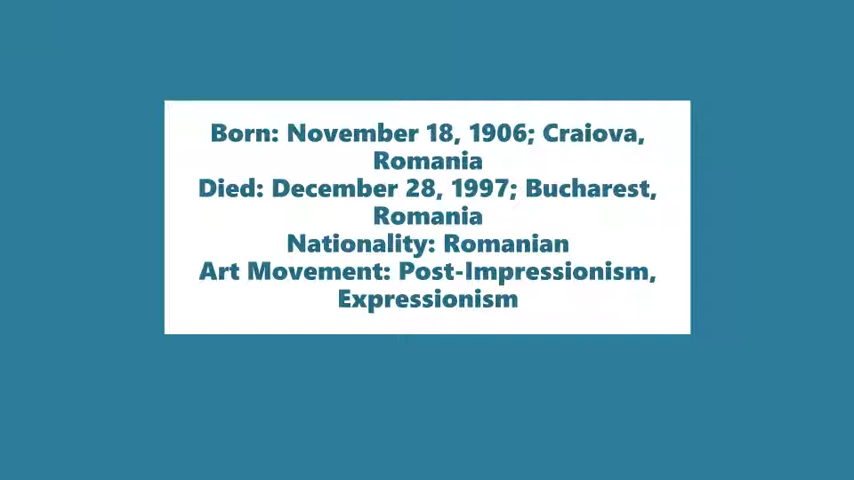 Born: November 18, 1906; Craiova,
Romania
Died: December 28, 1997; Bucharest,
Romania
Nationality: Romanian
Art Movement: Post-Impressionism,
Expressionism